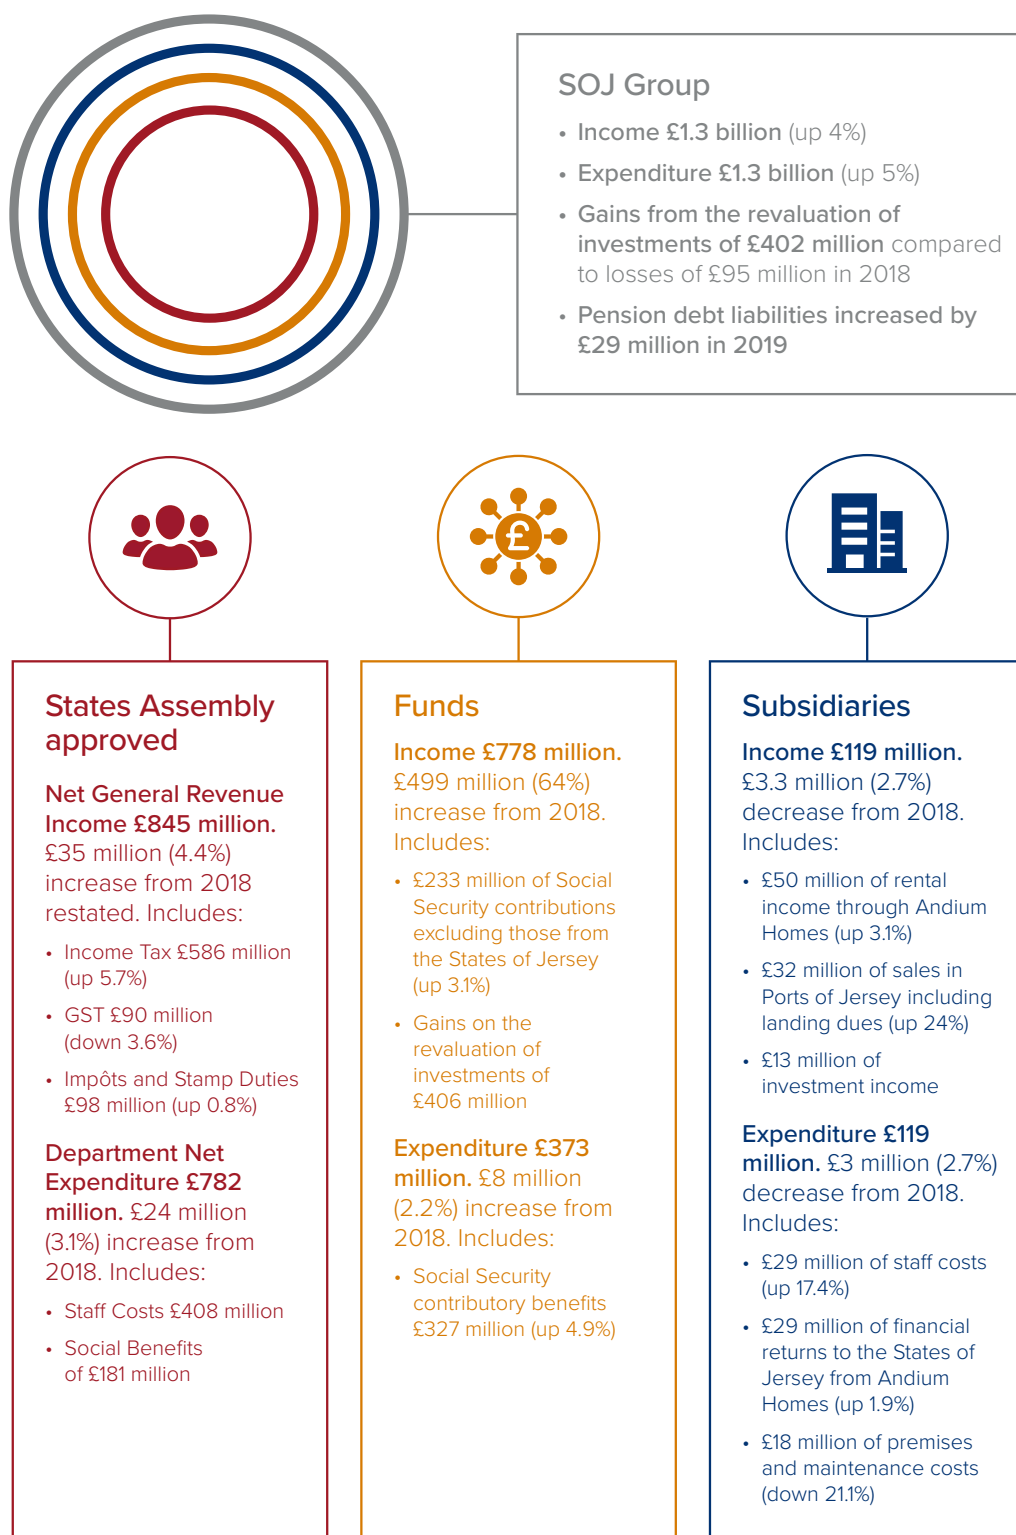 SOJ Group
• Income £1.3 billion (up 4%)
• Expenditure £1.3 billion (up 5%)
• Gains from the revaluation of
investments of £402 million compared
to losses of £95 million in 2018
• Pension debt liabilities increased by
£29 million in 2019
£
States Assembly
approved
Net General Revenue
Income £845 million.
£35 million (4.4%)
increase from 2018
restated. Includes:
• Income Tax £586 million
(up 5.7%)
• GST £90 million
(down 3.6%)
• Impôts and Stamp Duties
£98 million (up 0.8%)
Department Net
Expenditure £782
million. £24 million
(3.1%) increase from
2018. Includes:
• Staff Costs £408 million
• Social Benefits
of £181 million
Funds
Income £778 million.
£499 million (64%)
increase from 2018.
Includes:
• £233 million of Social
Security contributions
excluding those from
the States of Jersey
(up 3.1%)
• Gains on the
revaluation of
investments of
£406 million
Expenditure £373
million. £8 million
(2.2%) increase from
2018. Includes:
• Social Security
contributory benefits
£327 million (up 4.9%)
Subsidiaries
Income £119 million.
£3.3 million (2.7%)
decrease from 2018.
Includes:
• £50 million of rental
income through Andium
Homes (up 3.1%)
• £32 million of sales in
Ports of Jersey including
landing dues (up 24%)
• £13 million of
investment income
Expenditure £119
million. £3 million (2.7%)
decrease from 2018.
Includes:
• £29 million of staff costs
(up 17.4%)
• £29 million of financial
returns to the States of
Jersey from Andium
Homes (up 1.9%)
• £18 million of premises
and maintenance costs
(down 21.1%)